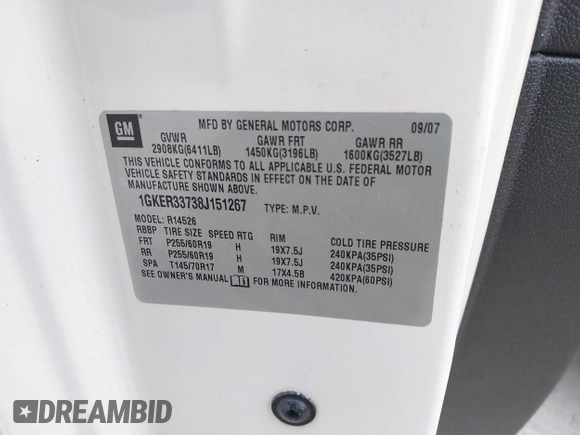 GM
MFD BY GENERAL MOTORS CORP. 09/07
GVWR GAWR FRT GAWR RR
2908KG(6411LB) 1450KG(3196LB) 1600KG(3527LB)
THIS VEHICLE CONFORMS TO ALL APPLICABLE U.S. FEDERAL MOTOR
VEHICLE SAFETY STANDARDS IN EFFECT ON THE DATE OF
MANUFACTURE SHOWN ABOVE.
1GKER33738J151267 TYPE: M.P.V.
MODEL: R14526
RBBP TIRE SIZE SPEED RTG RIM COLD TIRE PRESSURE
FRT P255/60R19 H 19X7.5J 240KPA(35PSI)
RR P255/60R19 H 19X7.5J 240KPA(35PSI)
SPA T145/70R17 M 17X4.5B 420KPA(60PSI)
SEE OWNER'S MANUAL FOR MORE INFORMATION.
DREAMBID